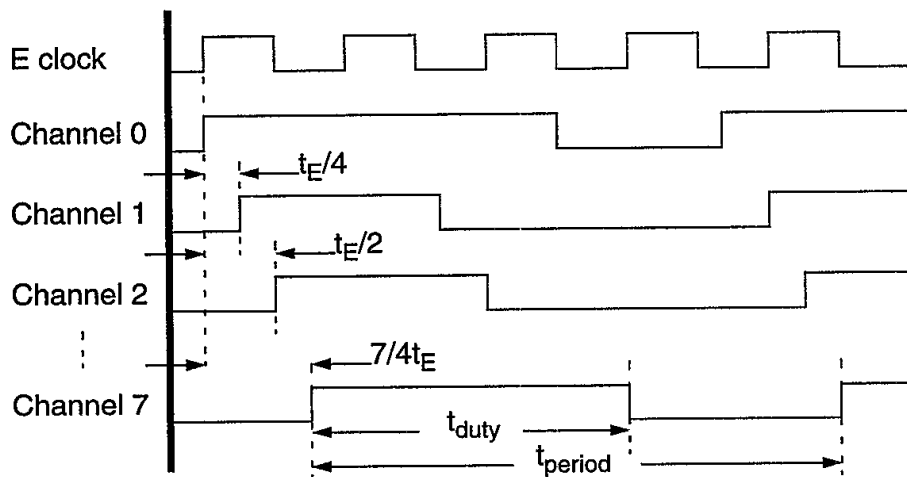 E clock
Channel 0
t_E/4
Channel 1
t_E/2
Channel 2
7/4t_E
Channel 7
t_duty
t_period